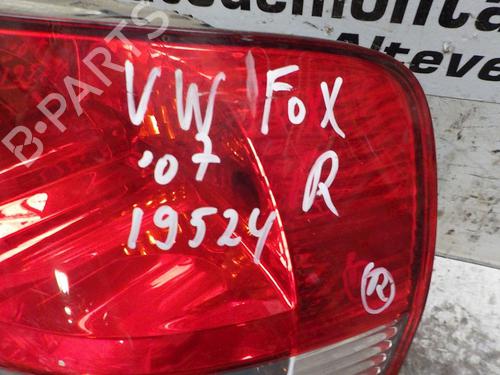 Alteve
VW FOX
'07 R
19524
R
B-PARTS